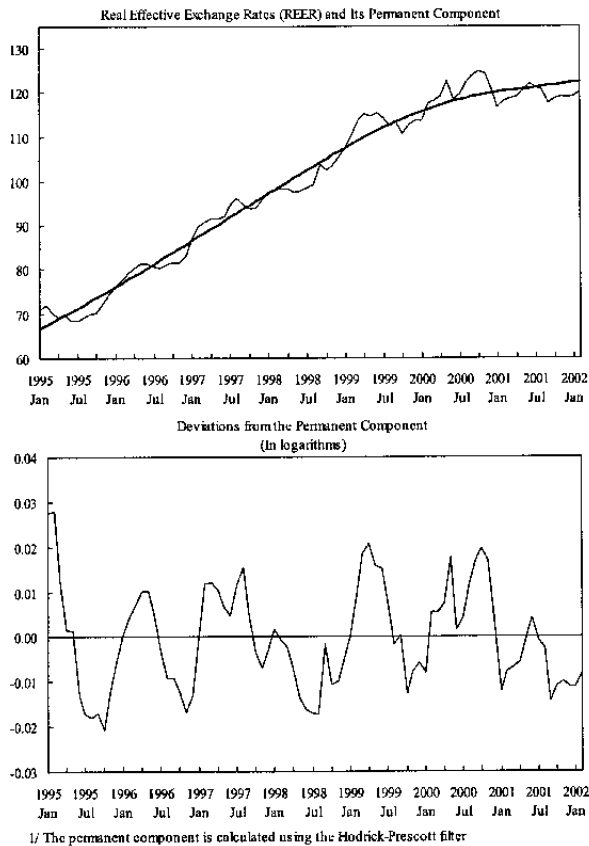 Real Effective Exchange Rates (REER) and Its Permanent Component
135
120
110
100
90
80
70
60
1995 1995 1996 1996 1997 1997 1998 1998 1999 1999 2000 2000 2001 2001 2002
Jan Jul Jan Jul Jan Jul Jan Jul Jan Jul Jan Jul Jan Jul Jan
Deviations from the Permanent Component
(In logarithms)
0.04
0.03
0.02
0.01
0.00
-0.01
-0.02
-0.03
1995 1995 1996 1996 1997 1997 1998 1998 1999 1999 2000 2000 2001 2001 2002
Jan Jul Jan Jul Jan Jul Jan Jul Jan Jul Jan Jul Jan Jul Jan
1/ The permanent component is calculated using the Hodrick-Prescott filter